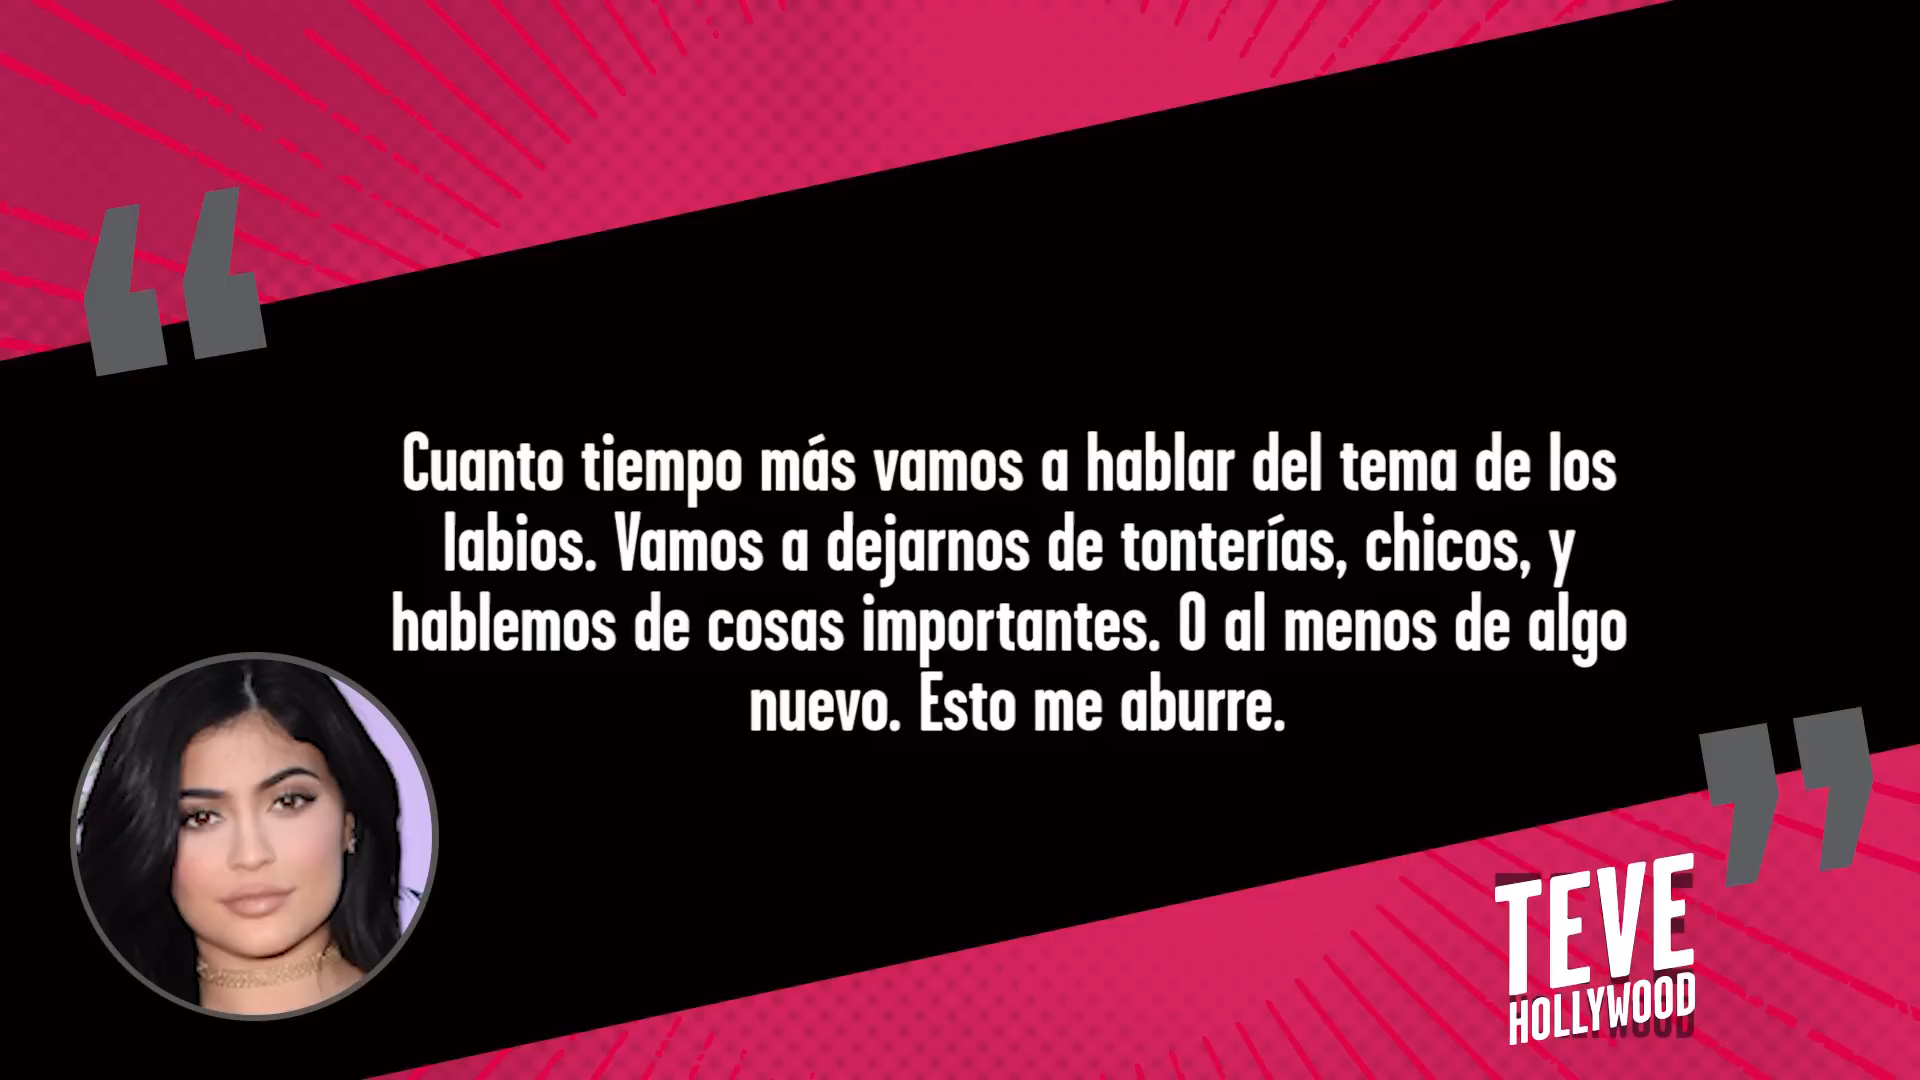 Cuanto tiempo más vamos a hablar del tema de los
labios. Vamos a dejarnos de tonterías, chicos, y
hablemos de cosas importantes. O al menos de algo
nuevo. Esto me aburre.
TEVE
HOLLYWOOD